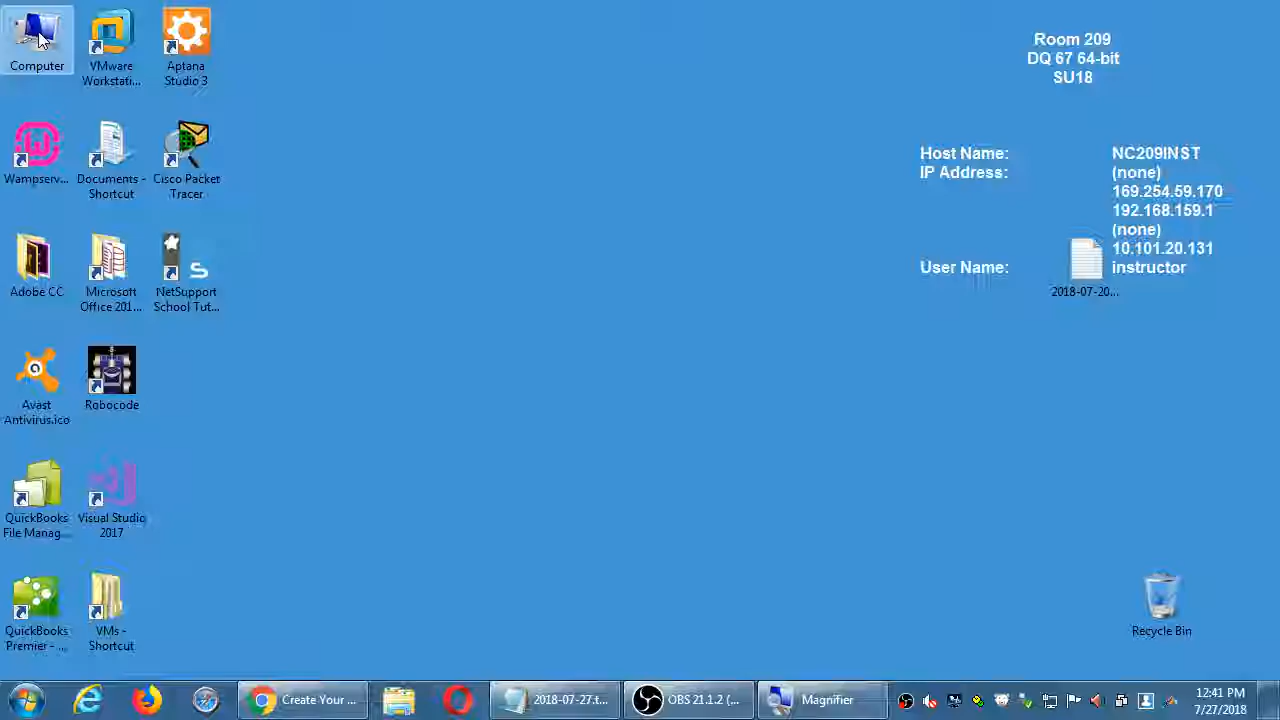 Computer
VMware
Workstati...
Aptana
Studio 3
Wampserv...
Documents -
Shortcut
Cisco Packet
Tracer
Adobe CC
Microsoft
Office 201...
NetSupport
School Tut...
Avast
Antivirus.ico
Robocode
QuickBooks
File Manag...
Visual Studio
2017
QuickBooks
Premier - ...
VMs -
Shortcut
Room 209
DQ 67 64-bit
SU18
Host Name: NC209INST
IP Address: (none)
169.254.59.170
192.168.159.1
(none)
10.101.20.131
User Name: instructor
2018-07-20...
Recycle Bin
Create Your ...
2018-07-27.t...
OBS 21.1.2 (...
Magnifier
12:41 PM
7/27/2018